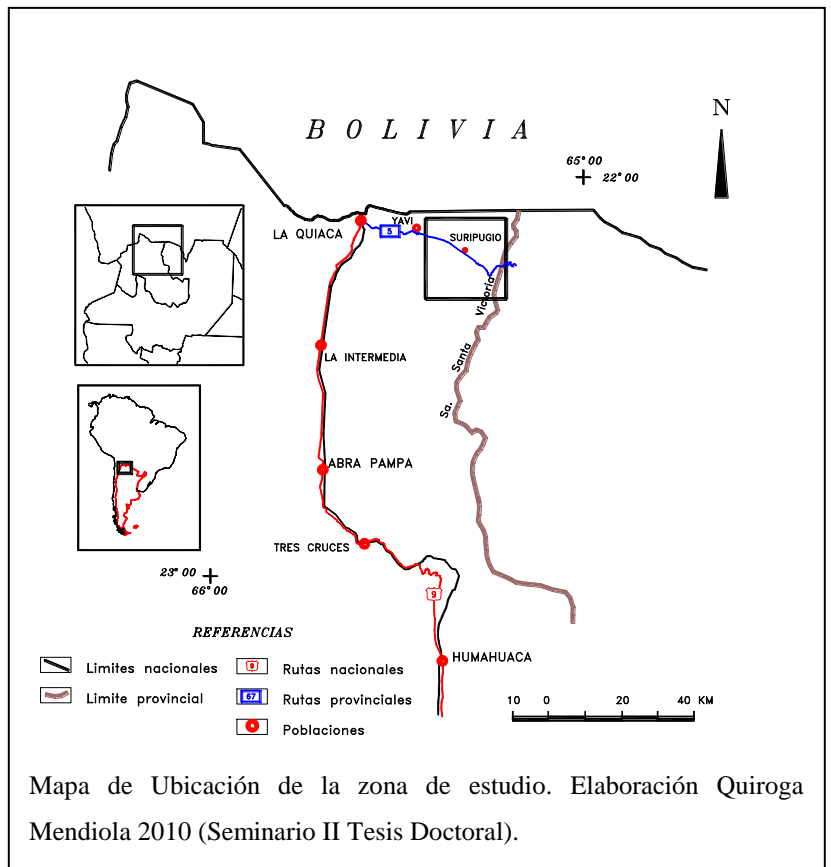 BOLIVIA
N
65° 00
22° 00
YAVI
LA QUIACA
5
SURIPUGIO
Sa. Santa Victoria
LA INTERMEDIA
ABRA PAMPA
TRES CRUCES
23° 00
66° 00
9
REFERENCIAS
HUMAHUACA
Limites nacionales
9 Rutas nacionales
Limite provincial
67 Rutas provinciales
Poblaciones
10 0 20 40 KM
Mapa de Ubicación de la zona de estudio. Elaboración Quiroga
Mendiola 2010 (Seminario II Tesis Doctoral).